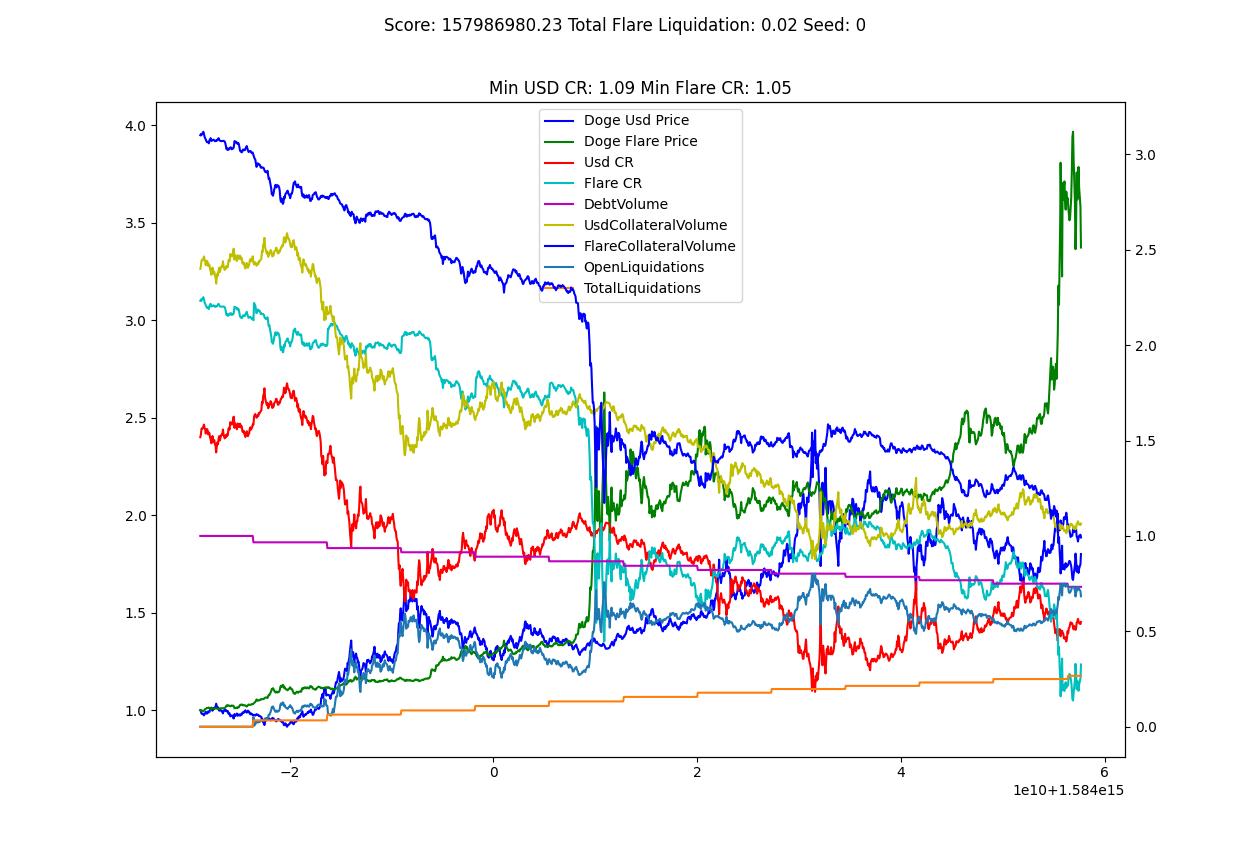 Score: 157986980.23 Total Flare Liquidation: 0.02 Seed: 0
Min USD CR: 1.09 Min Flare CR: 1.05
Doge Usd Price
Doge Flare Price
Usd CR
Flare CR
DebtVolume
UsdCollateralVolume
FlareCollateralVolume
OpenLiquidations
TotalLiquidations
4.0
3.5
3.0
2.5
2.0
1.5
1.0
3.0
2.5
2.0
1.5
1.0
0.5
0.0
−2
0
2
4
6
1e10+1.584e15